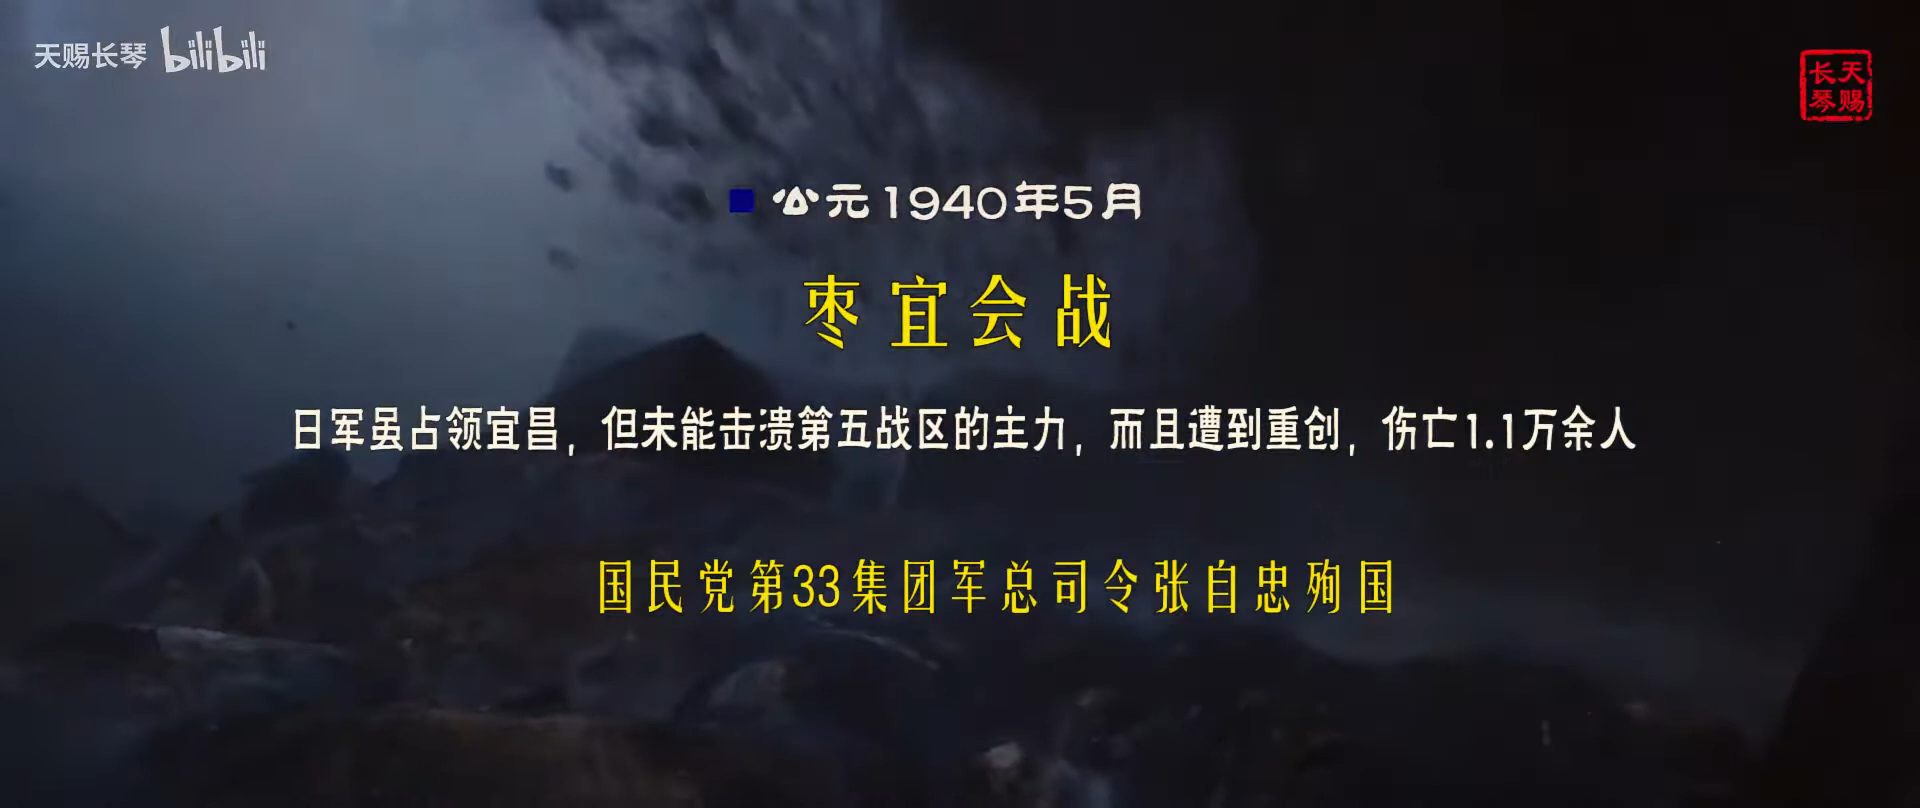 天赐长琴 bilibili
天赐
长琴
公元1940年5月
枣宜会战
日军虽占领宜昌，但未能击溃第五战区的主力，而且遭到重创，伤亡1.1万余人
国民党第33集团军总司令张自忠殉国